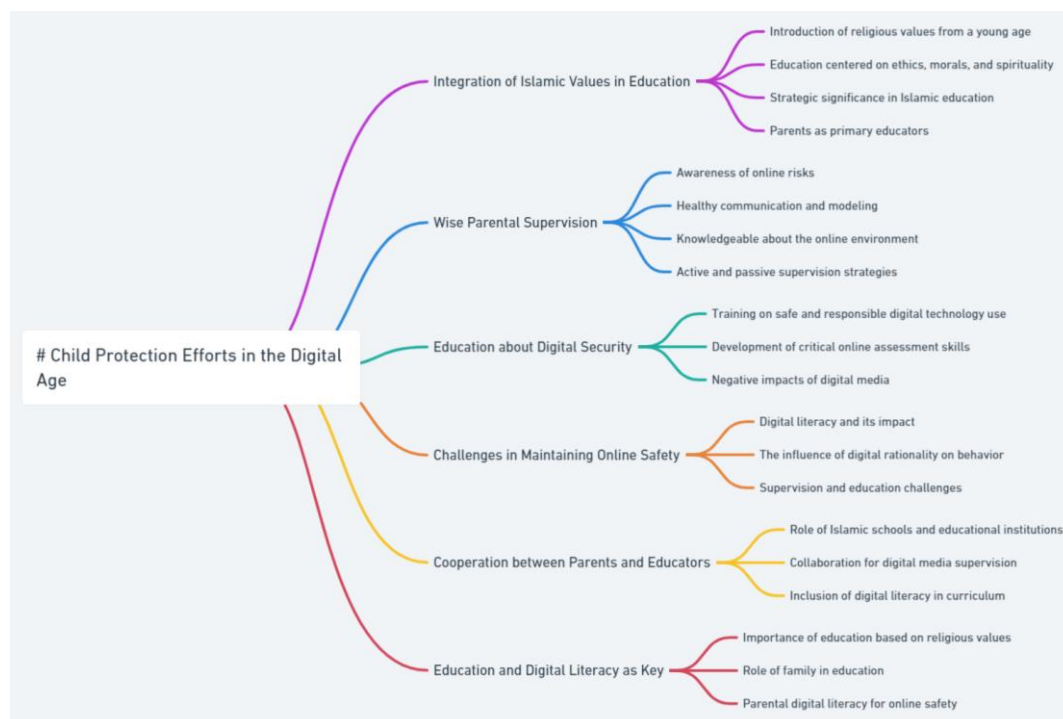 # Child Protection Efforts in the Digital
Age
Integration of Islamic Values in Education
Introduction of religious values from a young age
Education centered on ethics, morals, and spirituality
Strategic significance in Islamic education
Parents as primary educators
Wise Parental Supervision
Awareness of online risks
Healthy communication and modeling
Knowledgeable about the online environment
Active and passive supervision strategies
Education about Digital Security
Training on safe and responsible digital technology use
Development of critical online assessment skills
Negative impacts of digital media
Challenges in Maintaining Online Safety
Digital literacy and its impact
The influence of digital rationality on behavior
Supervision and education challenges
Cooperation between Parents and Educators
Role of Islamic schools and educational institutions
Collaboration for digital media supervision
Inclusion of digital literacy in curriculum
Education and Digital Literacy as Key
Importance of education based on religious values
Role of family in education
Parental digital literacy for online safety